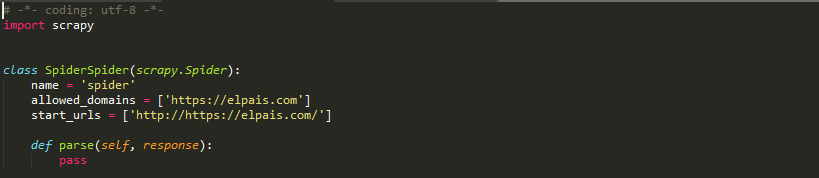 # -*- coding: utf-8 -*-
import scrapy
class SpiderSpider(scrapy.Spider):
name = 'spider'
allowed_domains = ['https://elpais.com']
start_urls = ['http://https://elpais.com/']
def parse(self, response):
pass